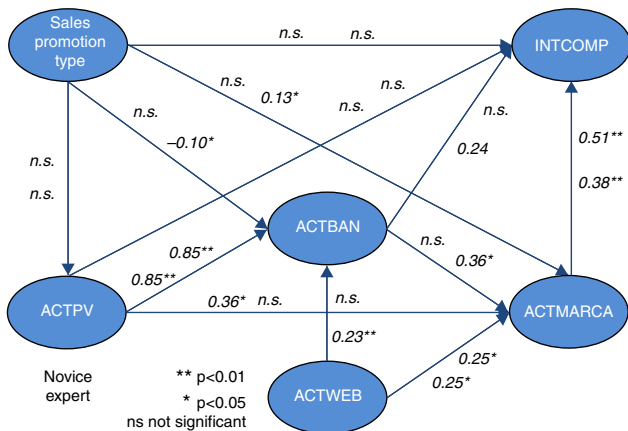 Sales
promotion
type
n.s. n.s.
INTCOMP
n.s.
n.s.
0.13*
n.s.
n.s.
n.s.
n.s.
–0.10*
0.24
0.51**
n.s.
0.38**
ACTBAN
0.85**
n.s.
0.85**
0.36*
ACTPV
0.36* n.s. n.s.
ACTMARCA
0.23**
0.25*
Novice
expert
** p<0.01
* p<0.05
ns not significant
ACTWEB
0.25*